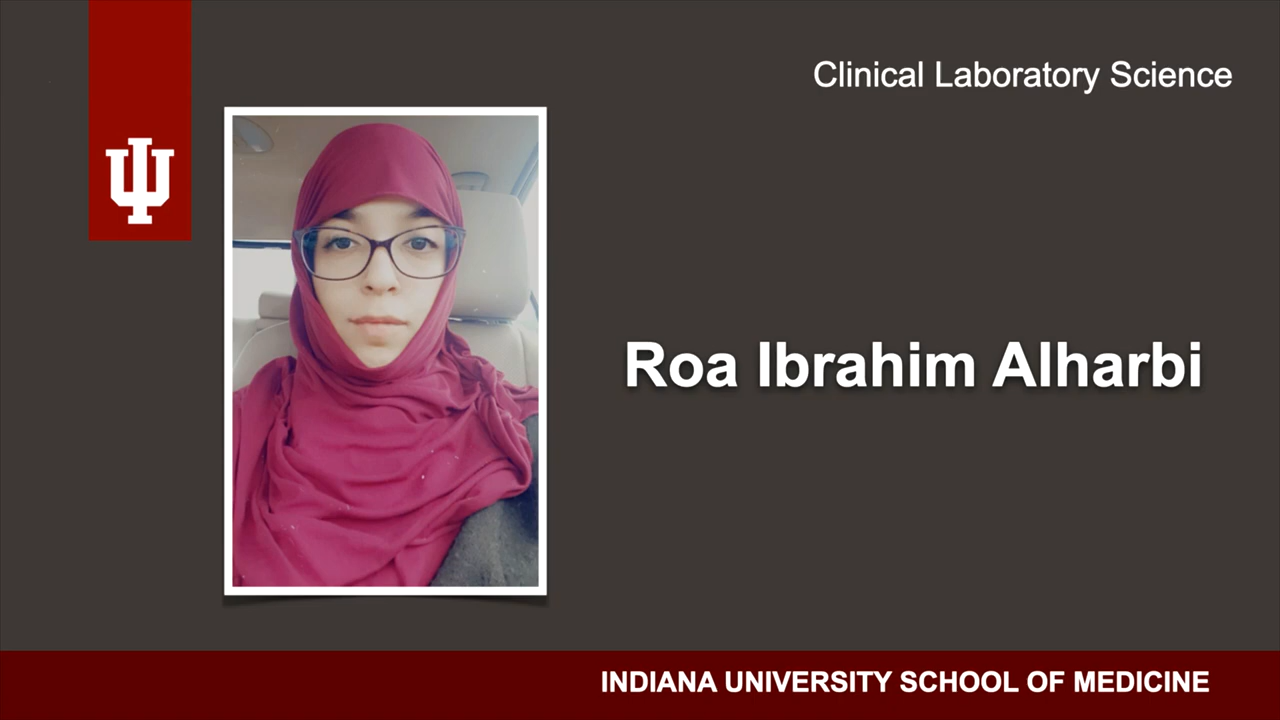 Clinical Laboratory Science
Roa Ibrahim Alharbi
INDIANA UNIVERSITY SCHOOL OF MEDICINE